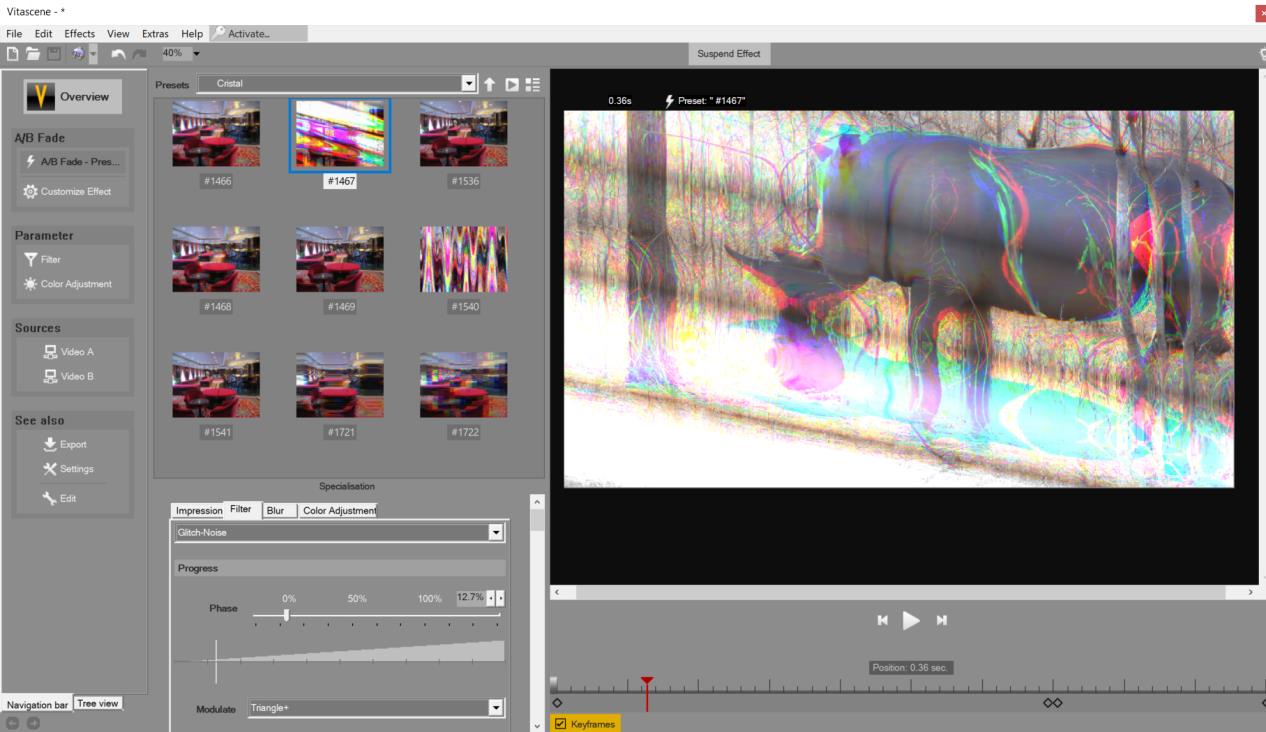 Vitascene - *
File Edit Effects View Extras Help Activate...
40%
Suspend Effect
Overview
A/B Fade
A/B Fade - Pres...
Customize Effect
Parameter
Filter
Color Adjustment
Sources
Video A
Video B
See also
Export
Settings
Edit
Navigation bar Tree view
Presets Cristal
#1466 #1467 #1536
#1468 #1469 #1540
#1541 #1721 #1722
Specialisation
Impression Filter Blur Color Adjustment
Glitch-Noise
Progress
Phase 0% 50% 100% 12.7%
Modulate Triangle+
0.36s Preset: " #1467"
Position: 0.36 sec.
Keyframes